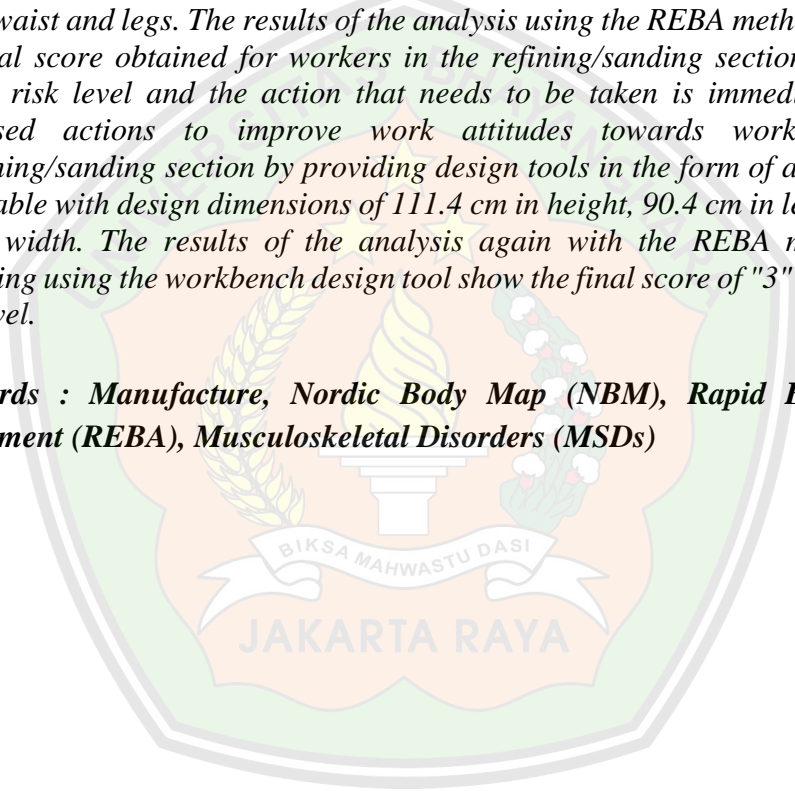 waist and legs. The results of the analysis using the REBA meth
al score obtained for workers in the refining/sanding section
risk level and the action that needs to be taken is immed
sed actions to improve work attitudes towards work
ning/sanding section by providing design tools in the form of a
able with design dimensions of 111.4 cm in height, 90.4 cm in le
width. The results of the analysis again with the REBA m
ing using the workbench design tool show the final score of "3"
vel.
rds : Manufacture, Nordic Body Map (NBM), Rapid E
ment (REBA), Musculoskeletal Disorders (MSDs)
UNIVERSITAS BHAYANGKARA
BIKSA MAHWASTU DASI
JAKARTA RAYA